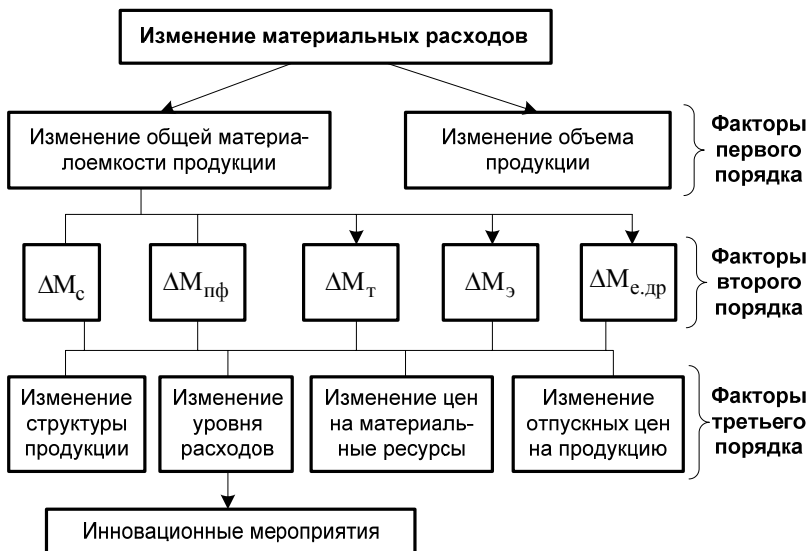 Изменение материальных расходов
Изменение общей материа-
лоемкости продукции
Изменение объема
продукции
Факторы
первого
порядка
ΔMс
ΔMпф
ΔMт
ΔMэ
ΔMе.др
Факторы
второго
порядка
Изменение
структуры
продукции
Изменение
уровня
расходов
Изменение цен
на материаль-
ные ресурсы
Изменение
отпускных цен
на продукцию
Факторы
третьего
порядка
Инновационные мероприятия